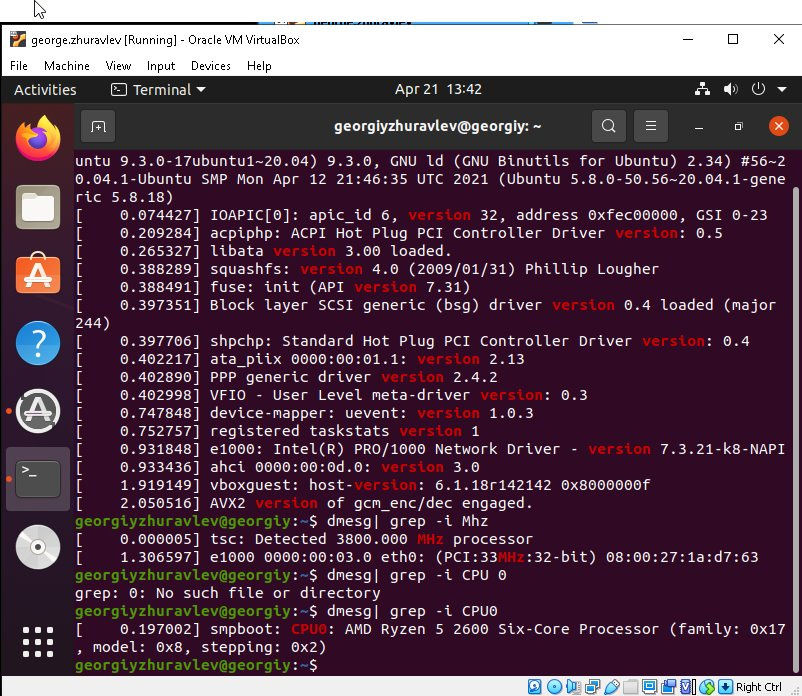 george.zhuravlev [Running] - Oracle VM VirtualBox
File Machine View Input Devices Help
Activities Terminal Apr 21 13:42
georgiyzhuravlev@georgiy: ~
untu 9.3.0-17ubuntu1~20.04) 9.3.0, GNU ld (GNU Binutils for Ubuntu) 2.34) #56~2
0.04.1-Ubuntu SMP Mon Apr 12 21:46:35 UTC 2021 (Ubuntu 5.8.0-50.56~20.04.1-gene
ric 5.8.18)
[    0.074427] IOAPIC[0]: apic_id 6, version 32, address 0xfec00000, GSI 0-23
[    0.209284] acpiphp: ACPI Hot Plug PCI Controller Driver version: 0.5
[    0.265327] libata version 3.00 loaded.
[    0.388289] squashfs: version 4.0 (2009/01/31) Phillip Lougher
[    0.388491] fuse: init (API version 7.31)
[    0.397351] Block layer SCSI generic (bsg) driver version 0.4 loaded (major
244)
[    0.397706] shpchp: Standard Hot Plug PCI Controller Driver version: 0.4
[    0.402217] ata_piix 0000:00:01.1: version 2.13
[    0.402890] PPP generic driver version 2.4.2
[    0.402998] VFIO - User Level meta-driver version: 0.3
[    0.747848] device-mapper: uevent: version 1.0.3
[    0.752757] registered taskstats version 1
[    0.931848] e1000: Intel(R) PRO/1000 Network Driver - version 7.3.21-k8-NAPI
[    0.933436] ahci 0000:00:0d.0: version 3.0
[    1.919149] vboxguest: host-version: 6.1.18r142142 0x8000000f
[    2.050516] AVX2 version of gcm_enc/dec engaged.
georgiyzhuravlev@georgiy:~$ dmesg| grep -i Mhz
[    0.000005] tsc: Detected 3800.000 MHz processor
[    1.306597] e1000 0000:00:03.0 eth0: (PCI:33MHz:32-bit) 08:00:27:1a:d7:63
georgiyzhuravlev@georgiy:~$ dmesg| grep -i CPU 0
grep: 0: No such file or directory
georgiyzhuravlev@georgiy:~$ dmesg| grep -i CPU0
[    0.197002] smpboot: CPU0: AMD Ryzen 5 2600 Six-Core Processor (family: 0x17
, model: 0x8, stepping: 0x2)
georgiyzhuravlev@georgiy:~$
Right Ctrl